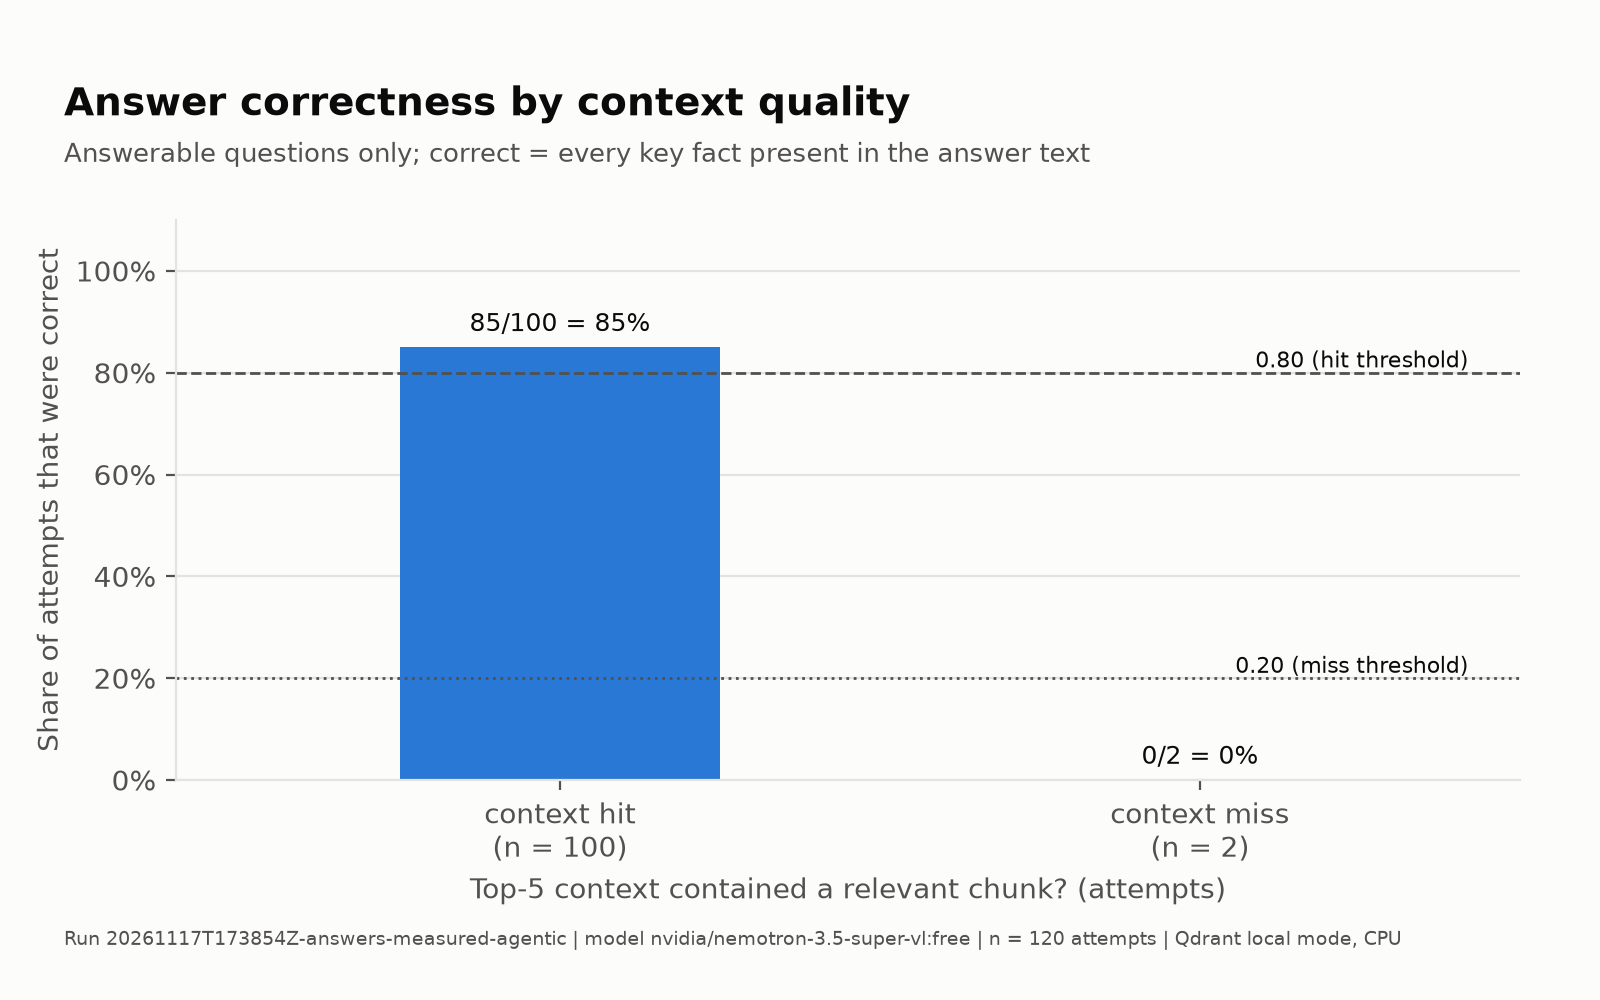 Answer correctness by context quality
Answerable questions only; correct = every key fact present in the answer text
Share of attempts that were correct
100%
85/100 = 85%
0.80 (hit threshold)
80%
60%
40%
0.20 (miss threshold)
20%
0/2 = 0%
0%
context hit
(n = 100)
context miss
(n = 2)
Top-5 context contained a relevant chunk? (attempts)
Run 20261117T173854Z-answers-measured-agentic | model nvidia/nemotron-3.5-super-vl:free | n = 120 attempts | Qdrant local mode, CPU